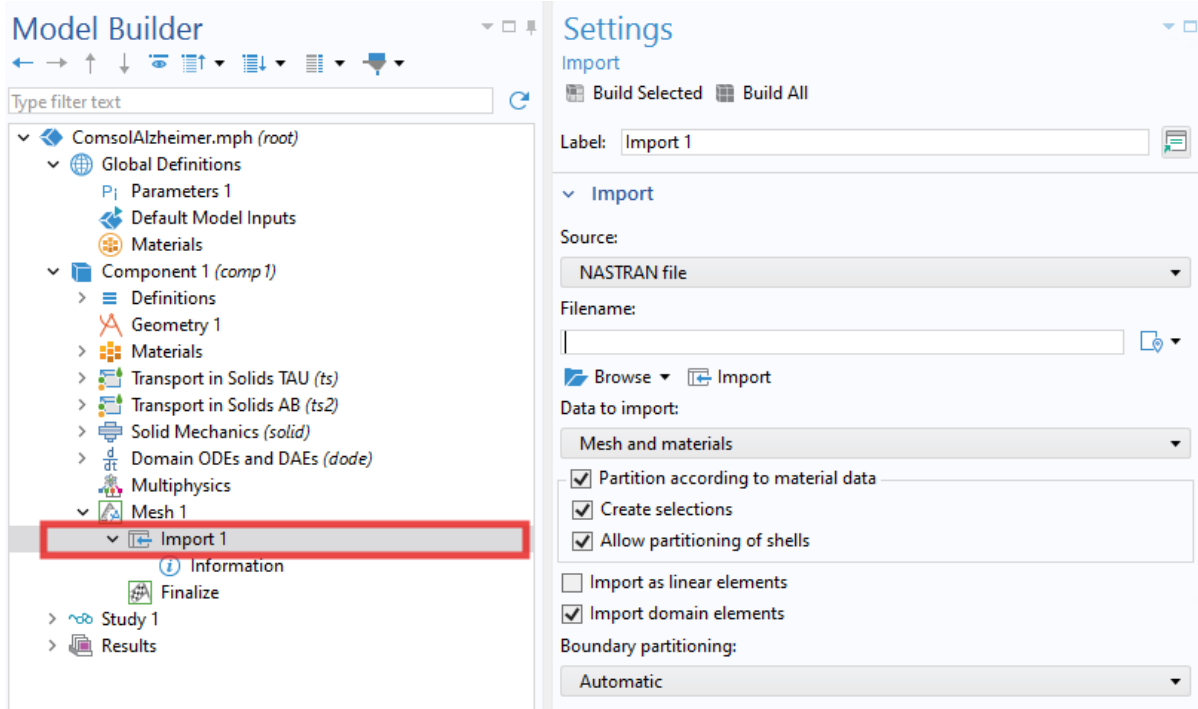 Model Builder
Type filter text
ComsolAlzheimer.mph (root)
Global Definitions
Pi Parameters 1
Default Model Inputs
Materials
Component 1 (comp1)
Definitions
Geometry 1
Materials
Transport in Solids TAU (ts)
Transport in Solids AB (ts2)
Solid Mechanics (solid)
d/dt Domain ODEs and DAEs (dode)
Multiphysics
Mesh 1
Import 1
Information
Finalize
Study 1
Results
Settings
Import
Build Selected Build All
Label: Import 1
Import
Source:
NASTRAN file
Filename:
Browse Import
Data to import:
Mesh and materials
Partition according to material data
Create selections
Allow partitioning of shells
Import as linear elements
Import domain elements
Boundary partitioning:
Automatic